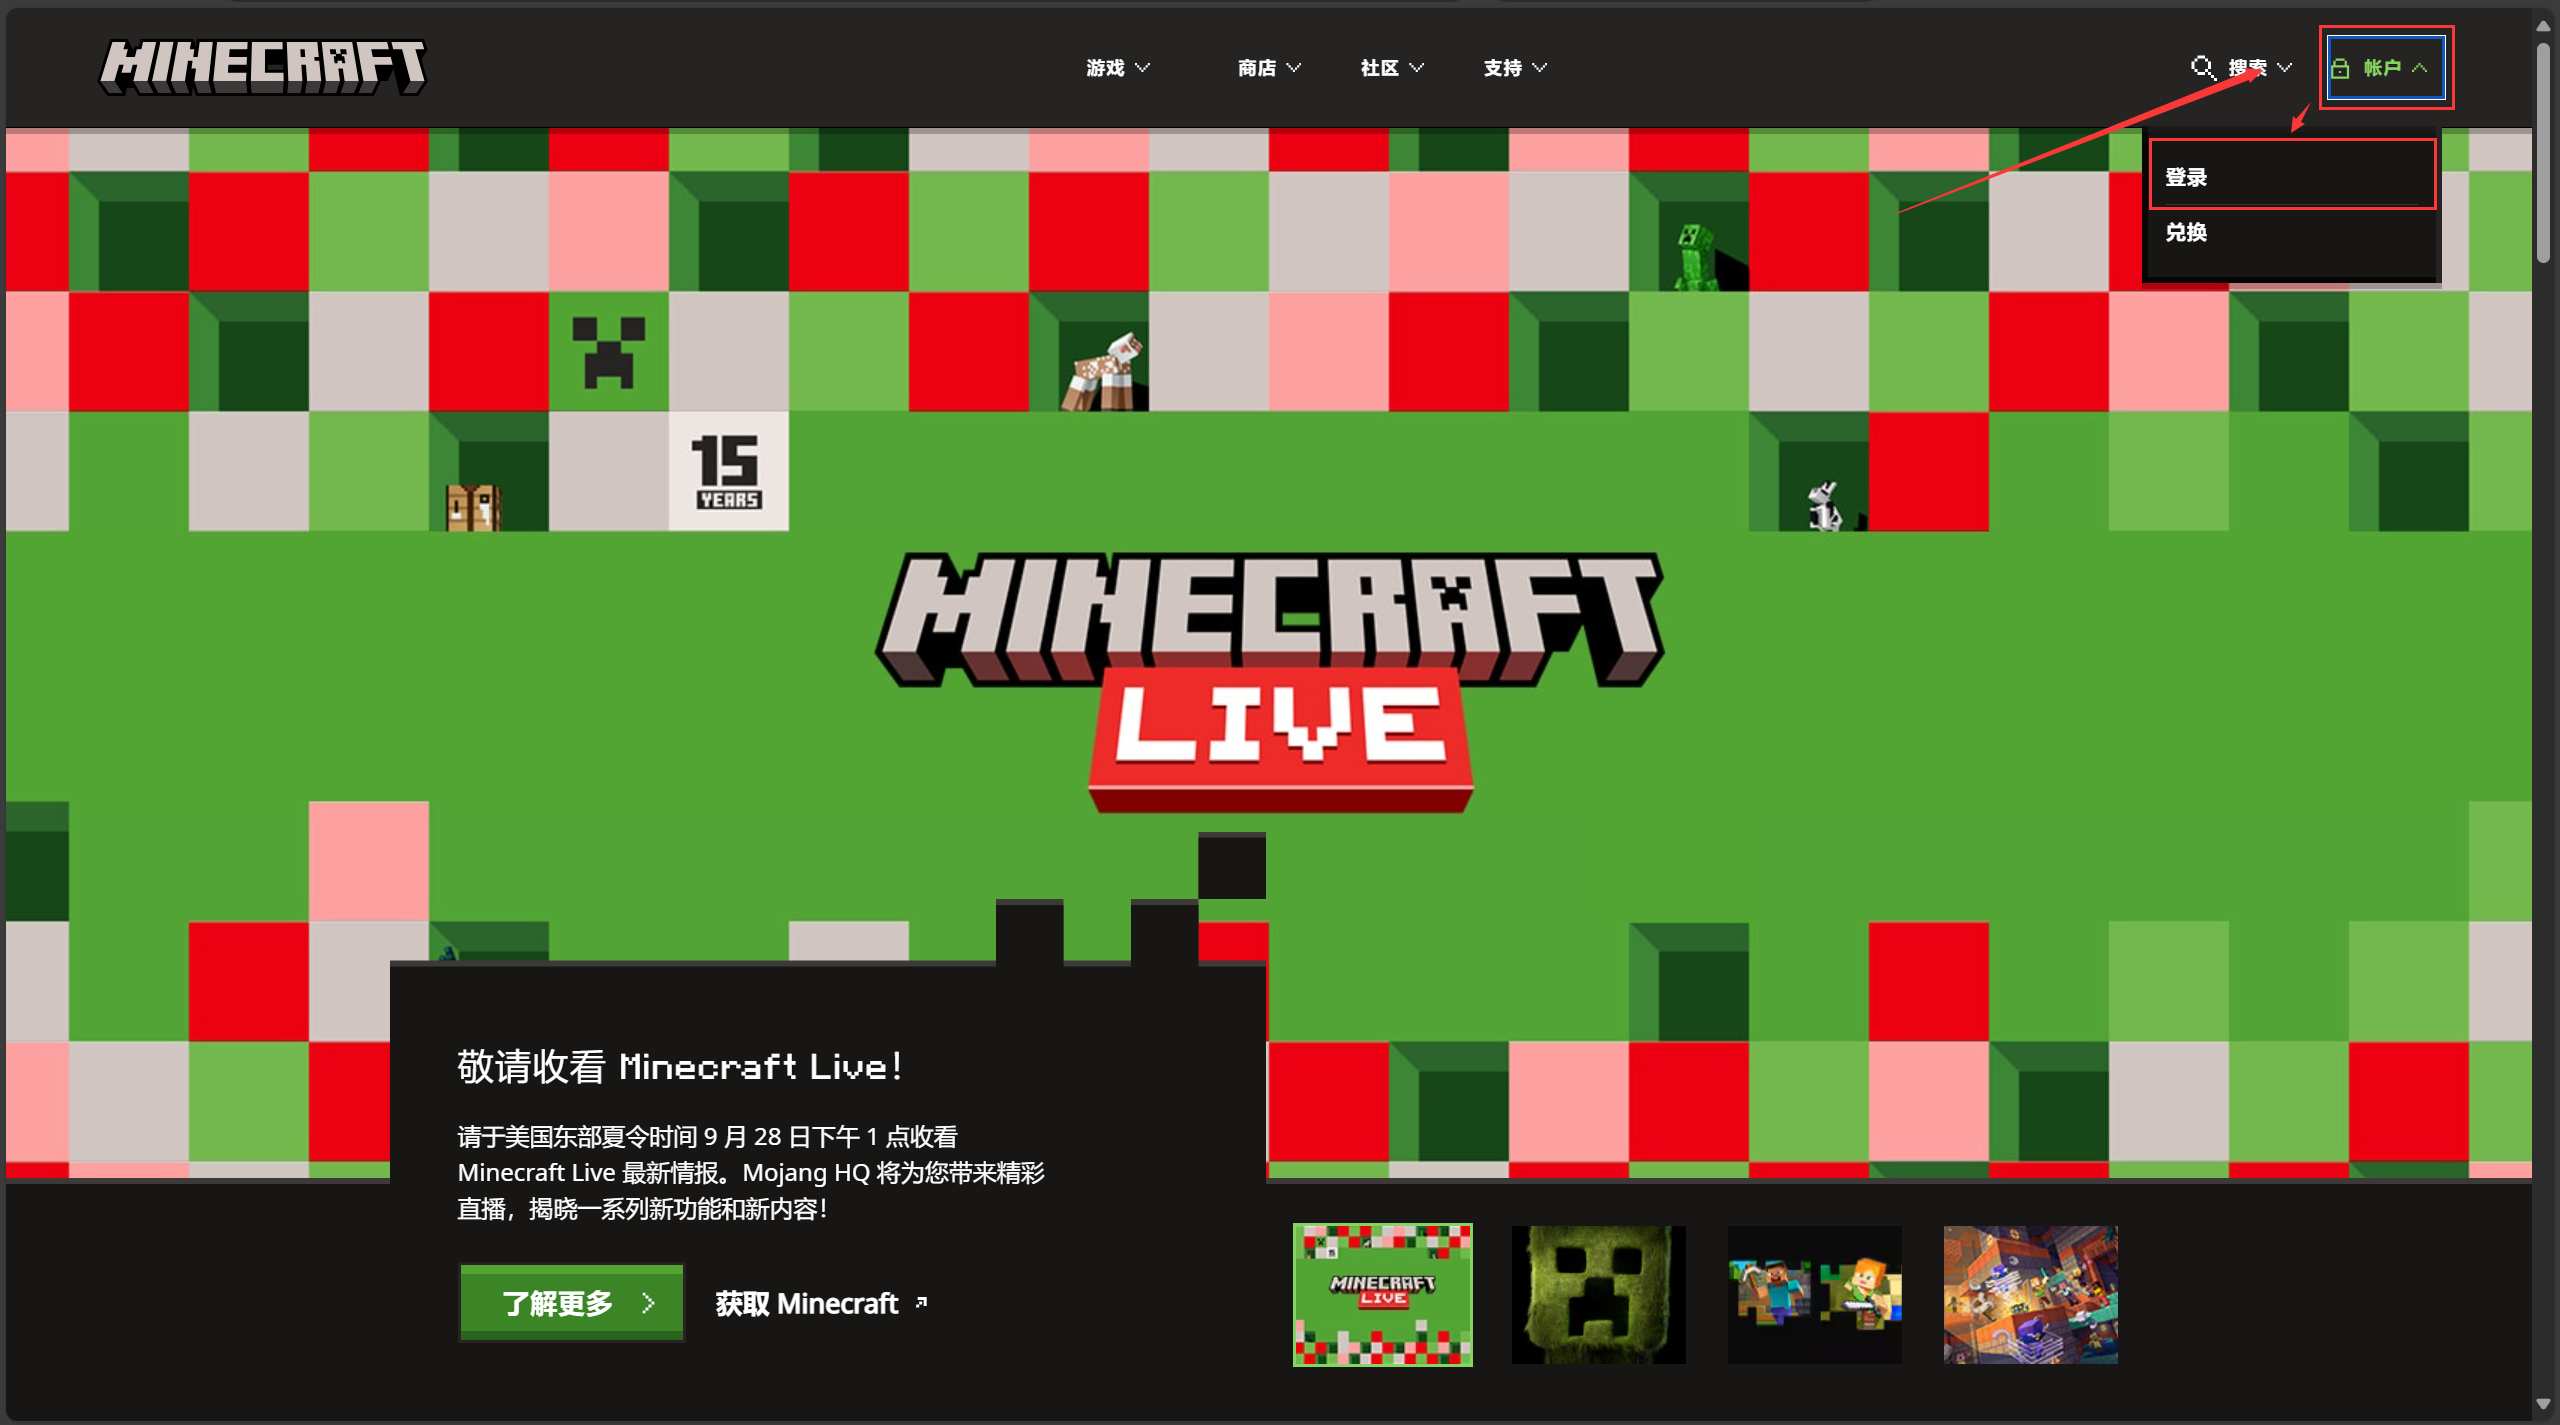 MINECRAFT
游戏
商店
社区
支持
搜索
帐户
登录
兑换
15
YEARS
MINECRAFT
LIVE
敬请收看 Minecraft Live!
请于美国东部夏令时间 9 月 28 日下午 1 点收看
Minecraft Live 最新情报。Mojang HQ 将为您带来精彩
直播，揭晓一系列新功能和新内容！
了解更多
获取 Minecraft
MINECRAFT
LIVE